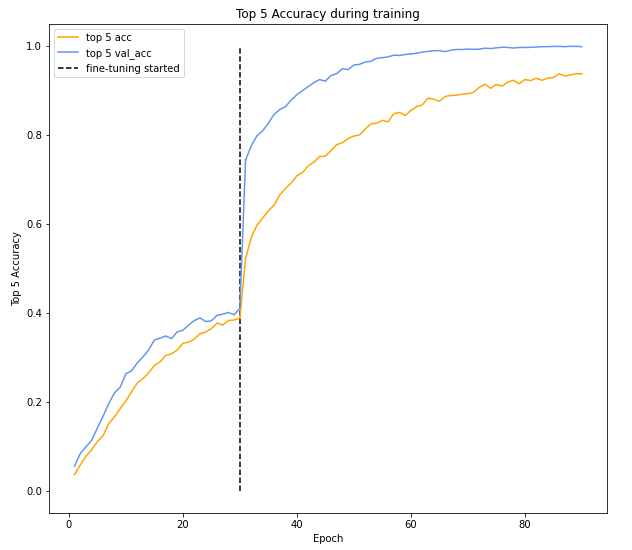 Top 5 Accuracy during training
top 5 acc
top 5 val_acc
fine-tuning started
Top 5 Accuracy
1.0
0.8
0.6
0.4
0.2
0.0
0
20
40
60
80
Epoch